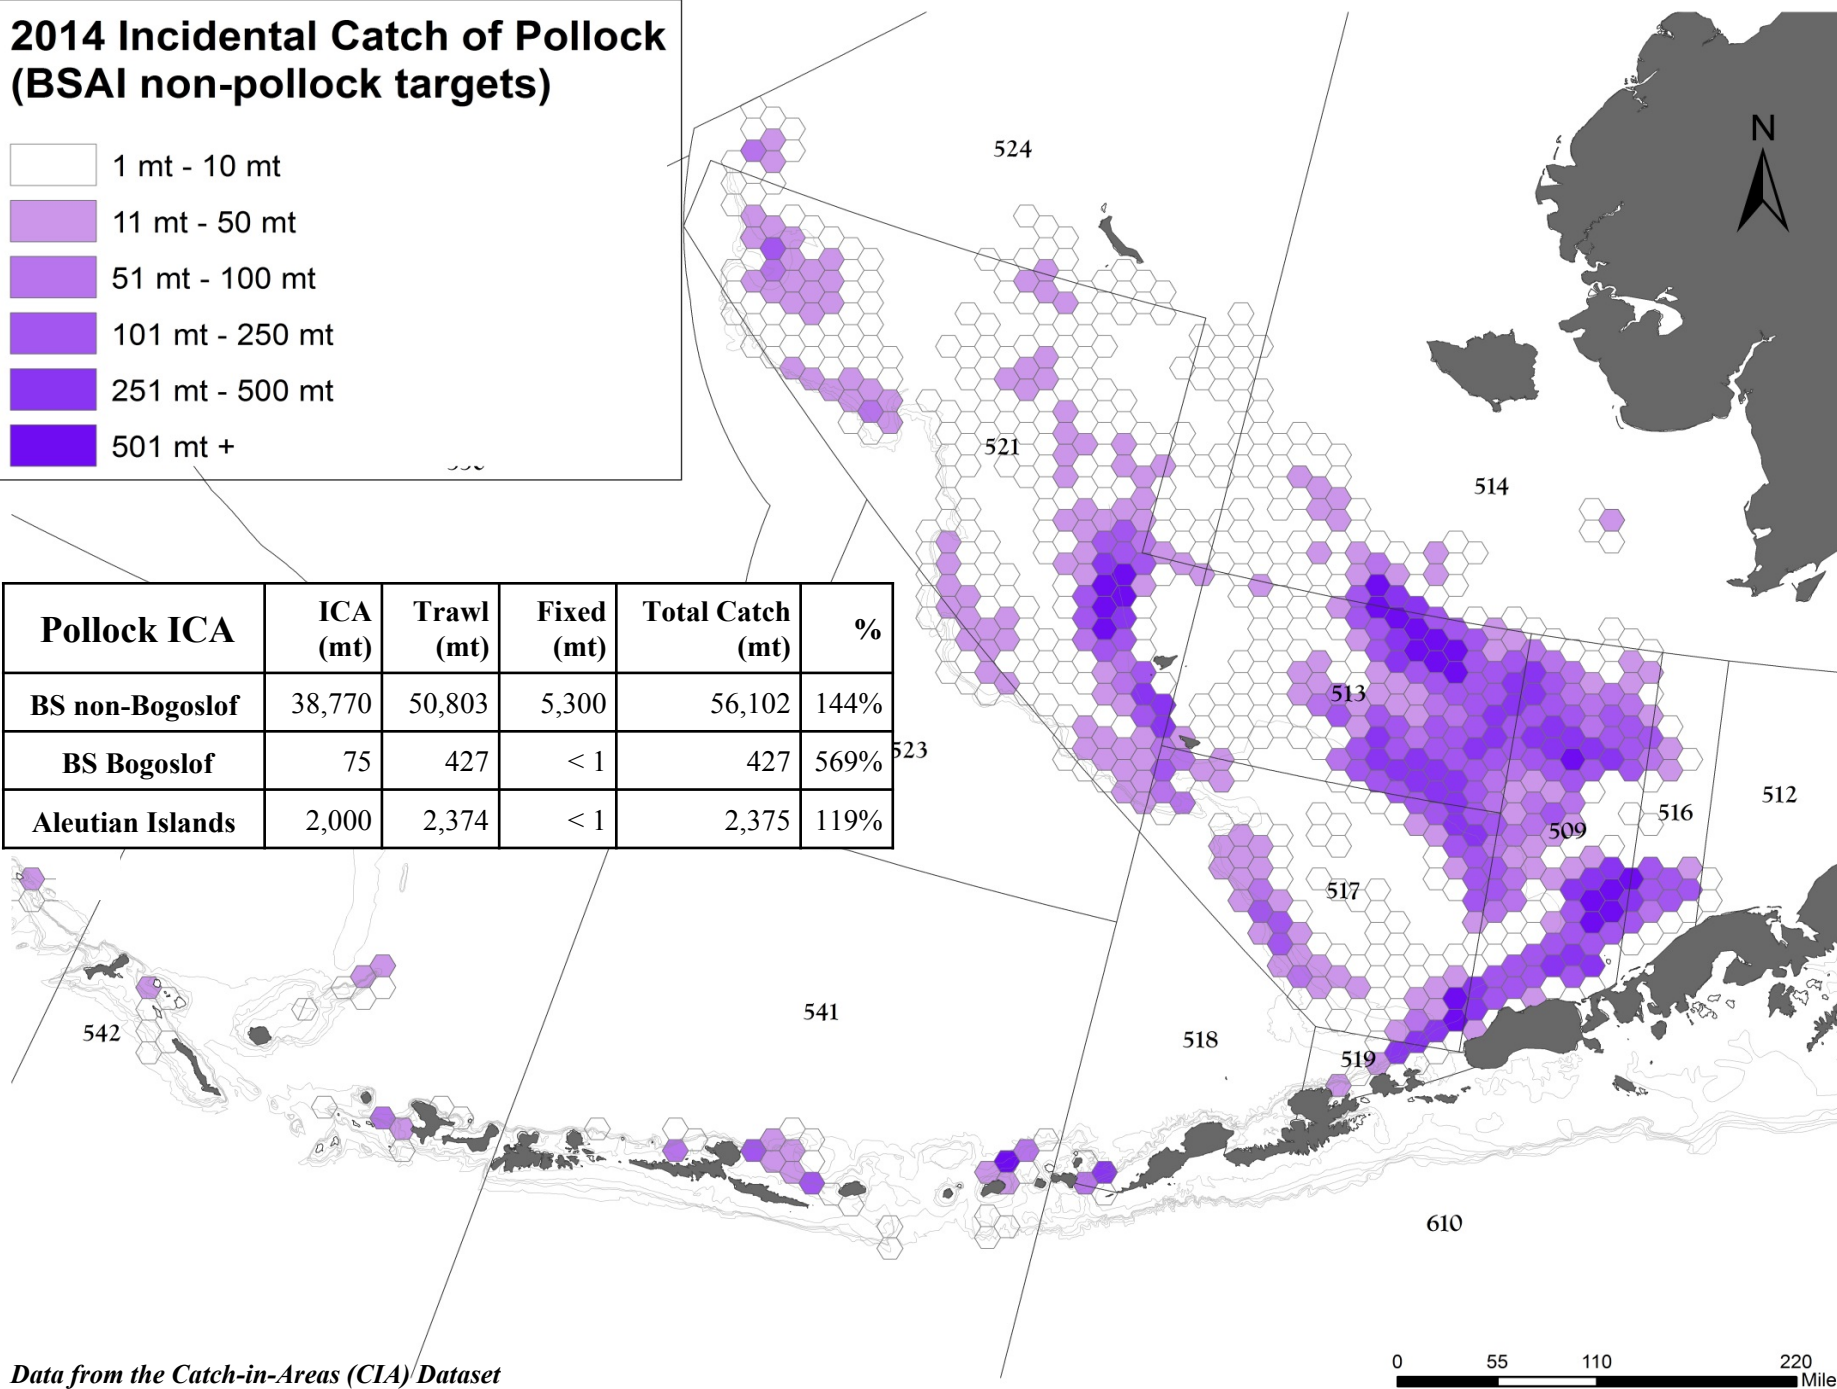 2014 Incidental Catch of Pollock
(BSAI non-pollock targets)
1 mt - 10 mt
11 mt - 50 mt
51 mt - 100 mt
101 mt - 250 mt
251 mt - 500 mt
501 mt +
N
524
521
514
Pollock ICA ICA (mt) Trawl (mt) Fixed (mt) Total Catch (mt) %
BS non-Bogoslof 38,770 50,803 5,300 56,102 144%
BS Bogoslof 75 427 < 1 427 569%
Aleutian Islands 2,000 2,374 < 1 2,375 119%
513
523
512
516
509
517
541
542
518
519
610
Data from the Catch-in-Areas (CIA) Dataset
0 55 110 220
Mile